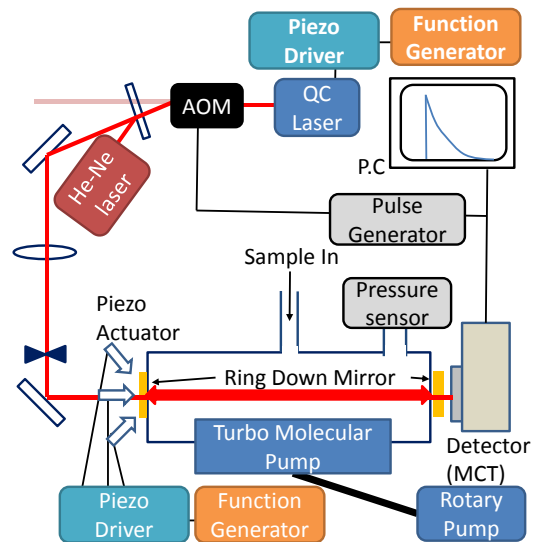 Piezo
Driver
Function
Generator
AOM
QC
Laser
He-Ne
laser
P.C
Pulse
Generator
Sample In
Pressure
sensor
Piezo
Actuator
Ring Down Mirror
Turbo Molecular
Pump
Detector
(MCT)
Piezo
Driver
Function
Generator
Rotary
Pump